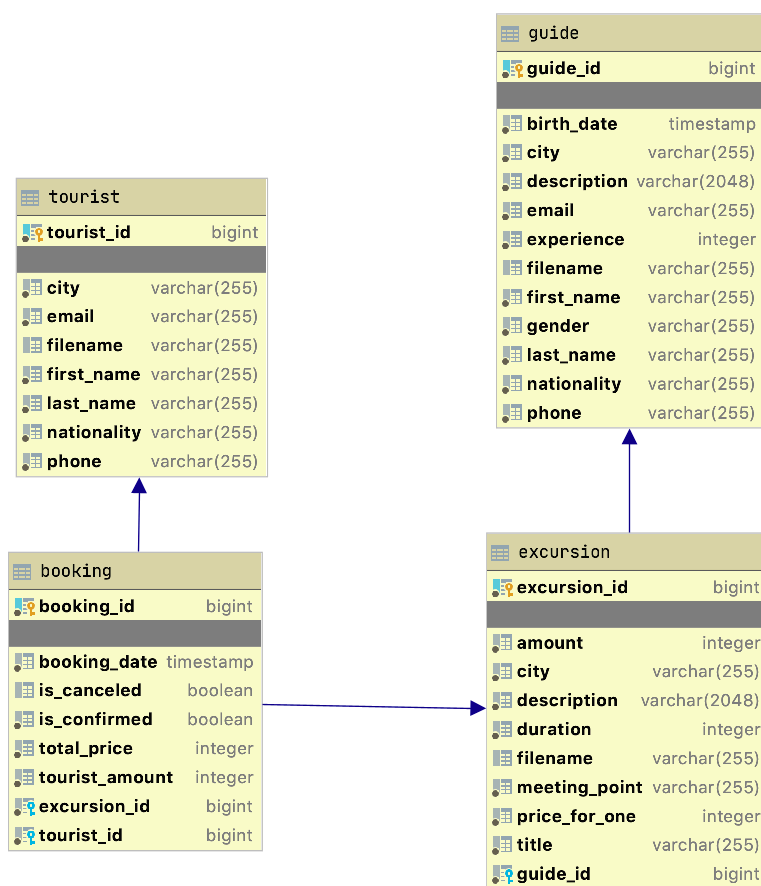 guide
guide_id bigint
birth_date timestamp
city varchar(255)
description varchar(2048)
email varchar(255)
experience integer
filename varchar(255)
first_name varchar(255)
gender varchar(255)
last_name varchar(255)
nationality varchar(255)
phone varchar(255)
tourist
tourist_id bigint
city varchar(255)
email varchar(255)
filename varchar(255)
first_name varchar(255)
last_name varchar(255)
nationality varchar(255)
phone varchar(255)
booking
booking_id bigint
booking_date timestamp
is_canceled boolean
is_confirmed boolean
total_price integer
tourist_amount integer
excursion_id bigint
tourist_id bigint
excursion
excursion_id bigint
amount integer
city varchar(255)
description varchar(2048)
duration integer
filename varchar(255)
meeting_point varchar(255)
price_for_one integer
title varchar(255)
guide_id bigint